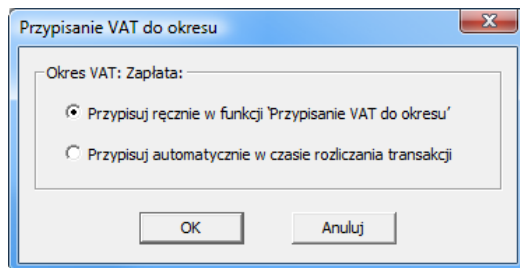 Przypisanie VAT do okresu
Okres VAT: Zapłata:
Przypisuj ręcznie w funkcji 'Przypisanie VAT do okresu'
Przypisuj automatycznie w czasie rozliczania transakcji
OK
Anuluj